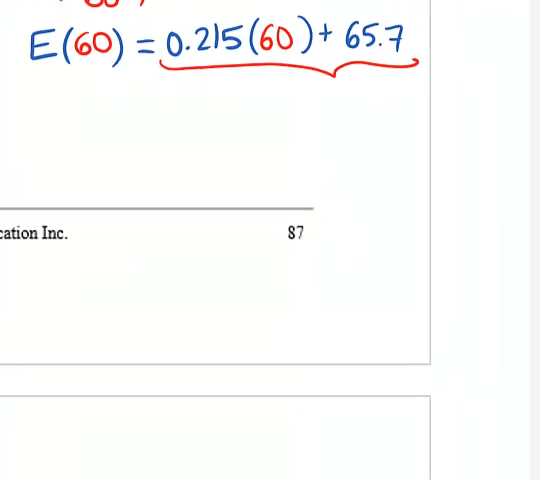 E(60) = 0.215(60) + 65.7
cation Inc. 87